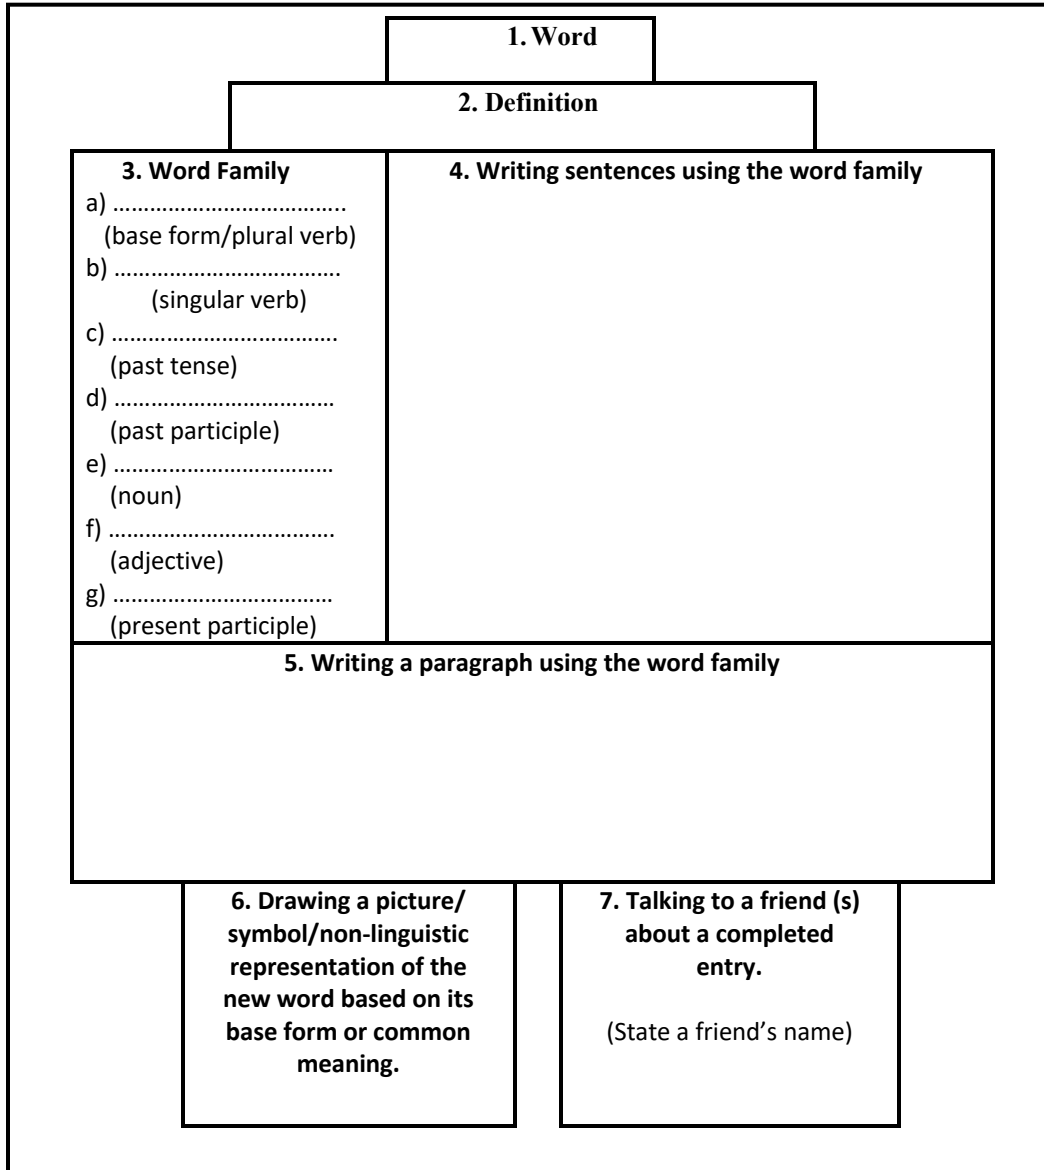 1. Word
2. Definition
3. Word Family
a) ………………………………..
(base form/plural verb)
b) ……………………………….
(singular verb)
c) ……………………………….
(past tense)
d) ………………………………
(past participle)
e) ………………………………
(noun)
f) ……………………………….
(adjective)
g) ………………………………
(present participle)
4. Writing sentences using the word family
5. Writing a paragraph using the word family
6. Drawing a picture/
symbol/non-linguistic
representation of the
new word based on its
base form or common
meaning.
7. Talking to a friend (s)
about a completed
entry.
(State a friend’s name)